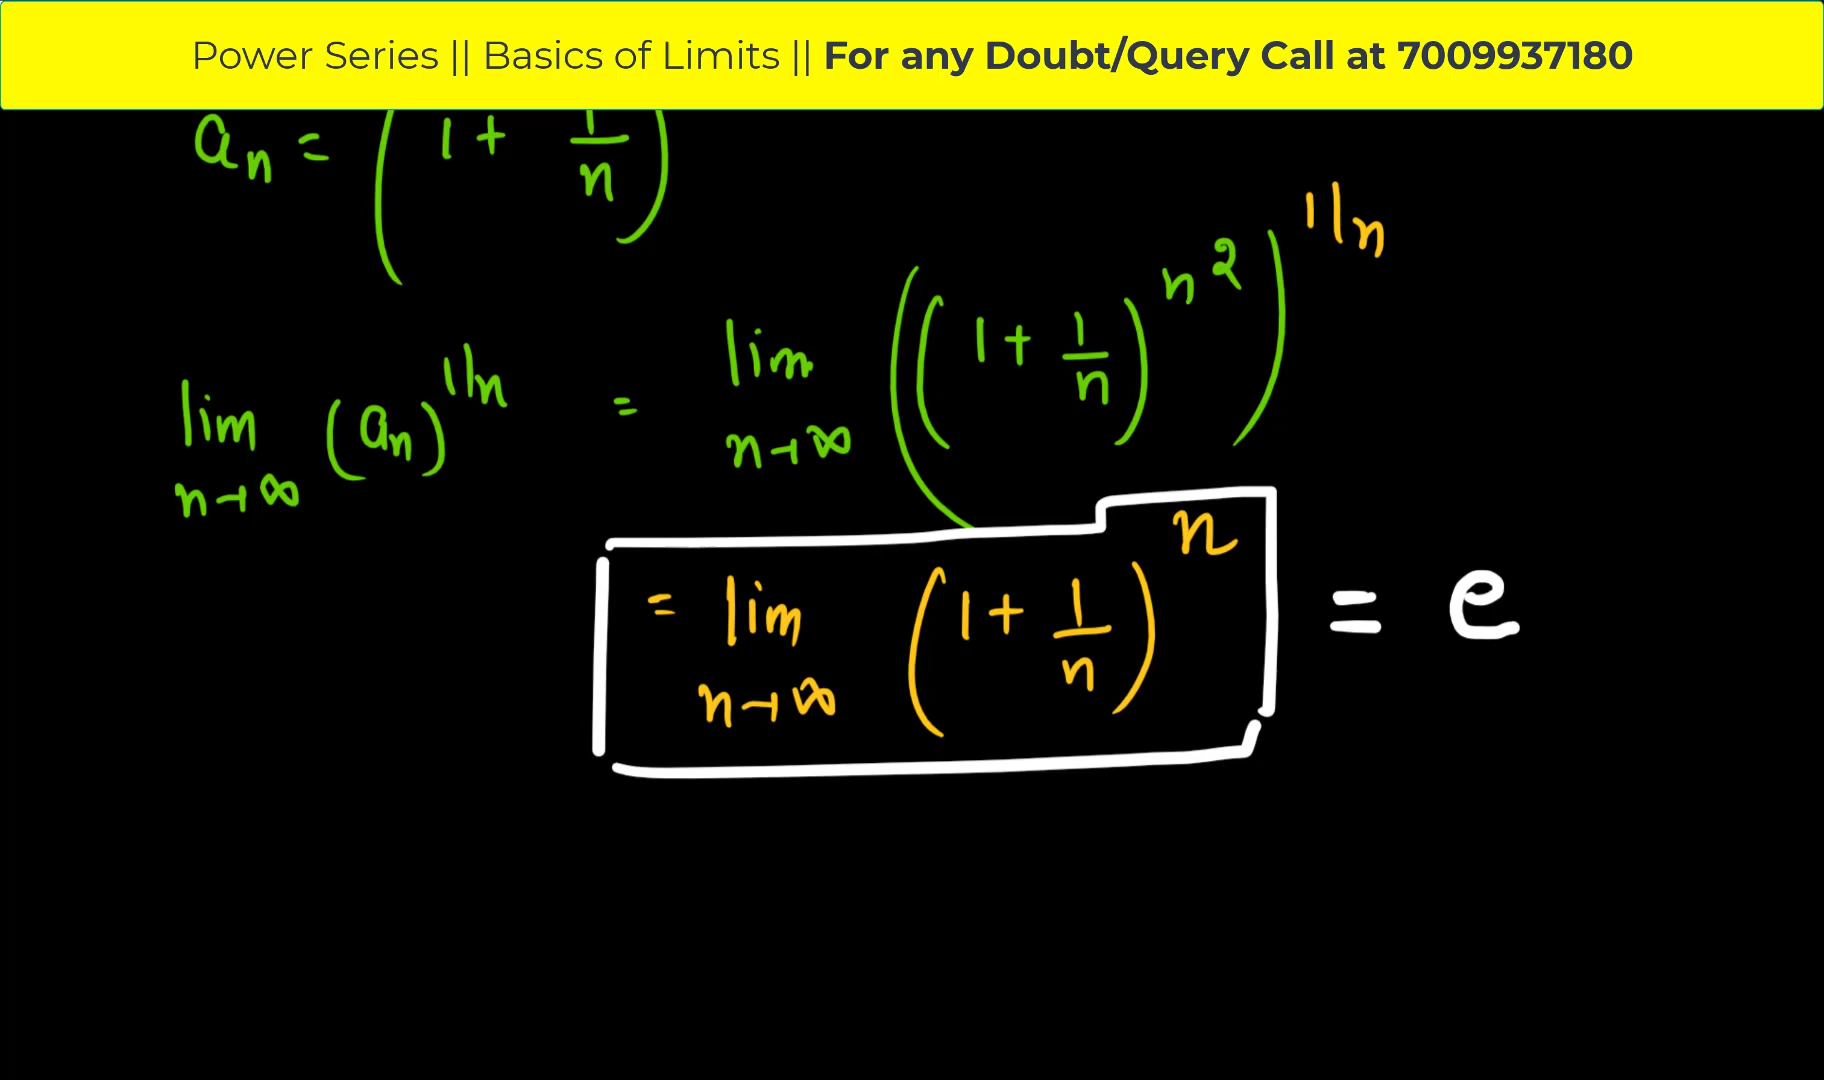 Power Series || Basics of Limits || For any Doubt/Query Call at 7009937180
aₙ = (1 + 1/n)
lim n→∞ (aₙ)^1/n = lim n→∞ ((1 + 1/n)^n²)^1/n
= lim n→∞ (1 + 1/n)^n = e